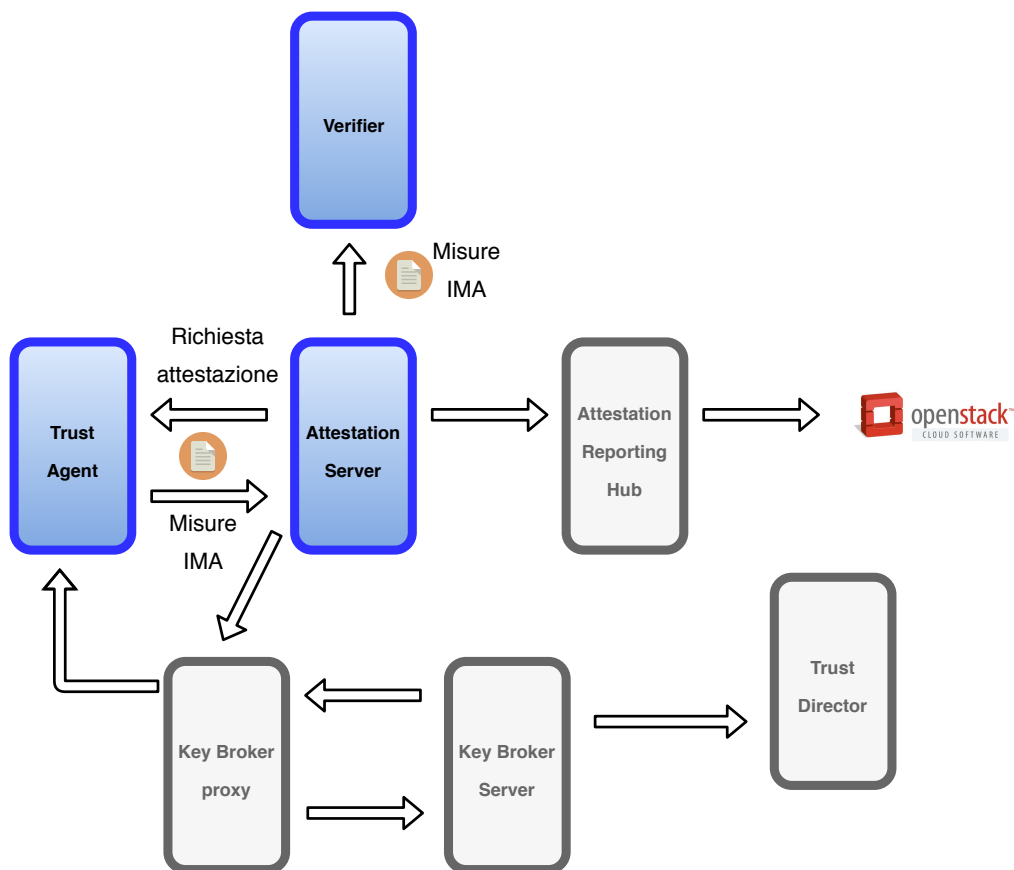 Verifier
Misure
IMA
Richiesta
attestazione
Trust
Agent
Misure
IMA
Attestation
Server
Attestation
Reporting
Hub
openstack™
CLOUD SOFTWARE
Trust
Director
Key Broker
proxy
Key Broker
Server